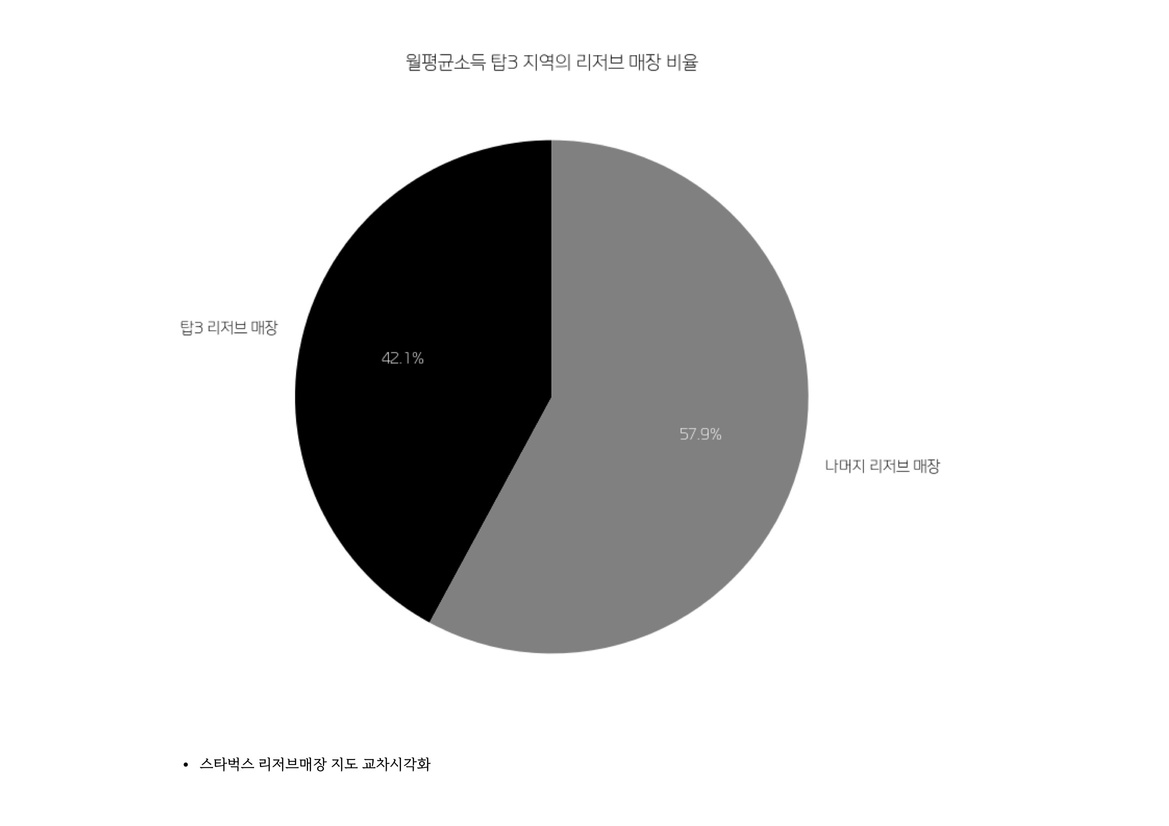 월평균소득 탑3 지역의 리저브 매장 비율
탑3 리저브 매장
42.1%
57.9%
나머지 리저브 매장
• 스타벅스 리저브매장 지도 교차시각화